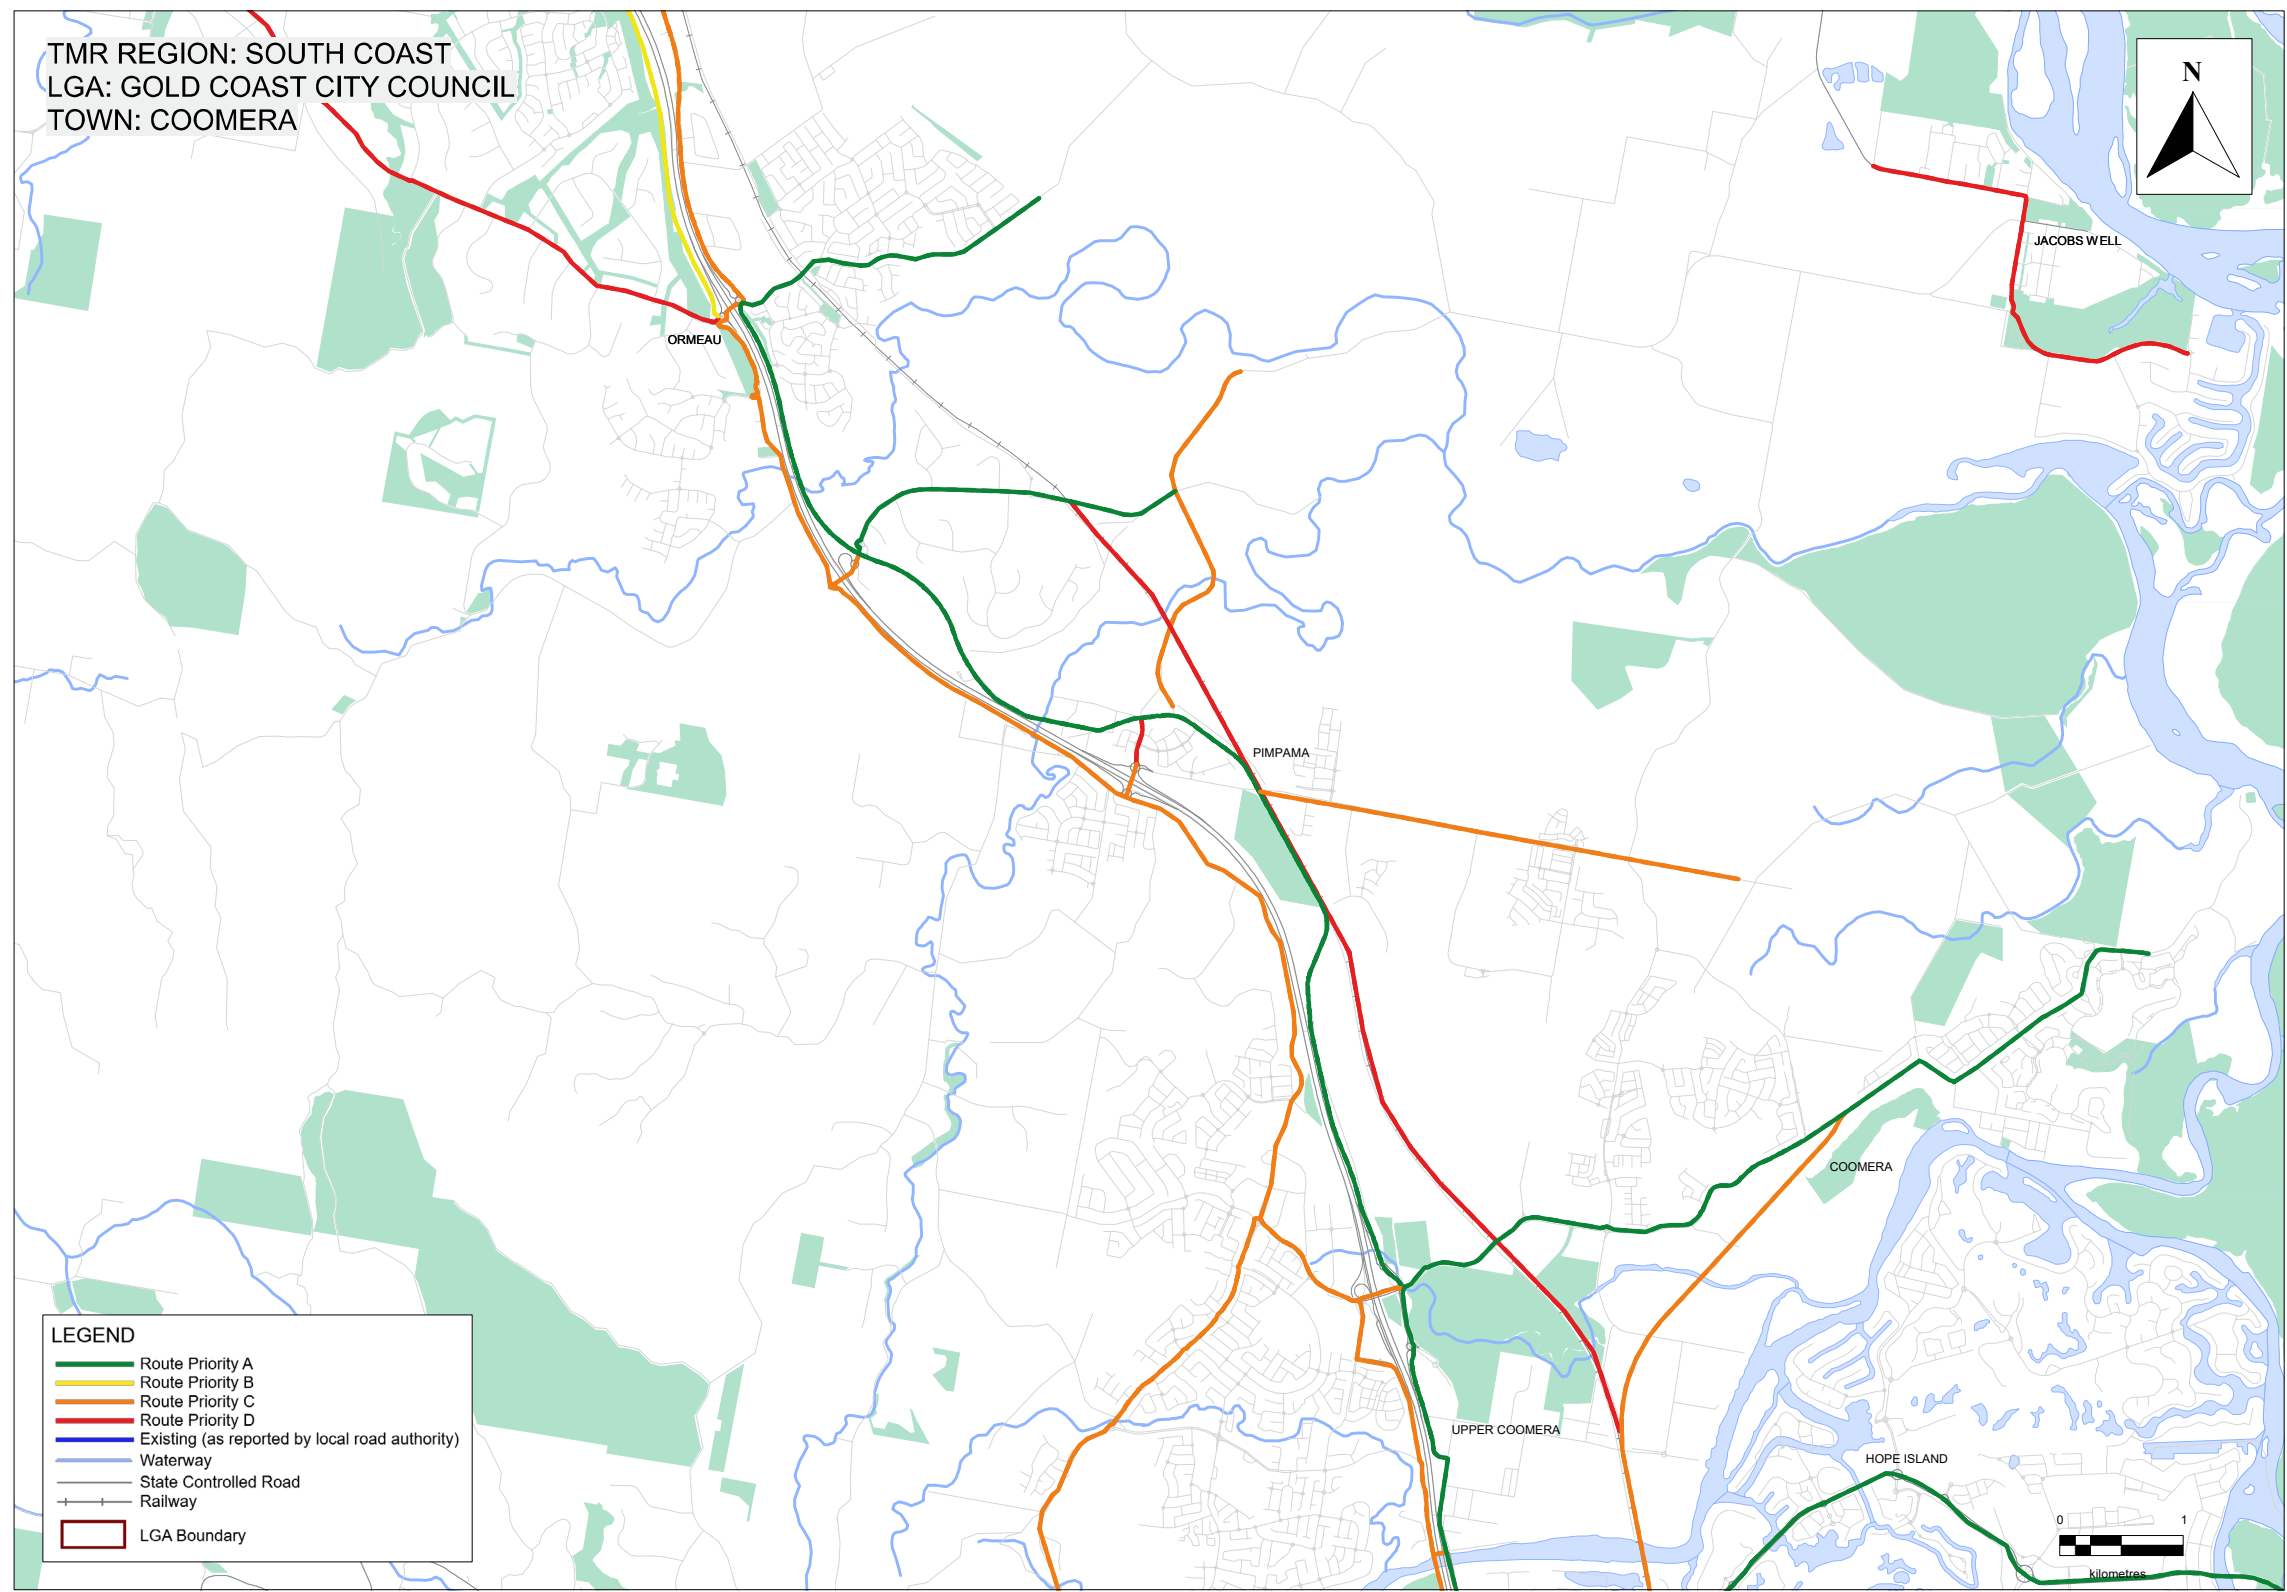 TMR REGION: SOUTH COAST
LGA: GOLD COAST CITY COUNCIL
TOWN: COOMERA
N
JACOBS WELL
ORMEAU
PIMPAMA
COOMERA
UPPER COOMERA
HOPE ISLAND
LEGEND
Route Priority A
Route Priority B
Route Priority C
Route Priority D
Existing (as reported by local road authority)
Waterway
State Controlled Road
Railway
LGA Boundary
0 1
kilometres